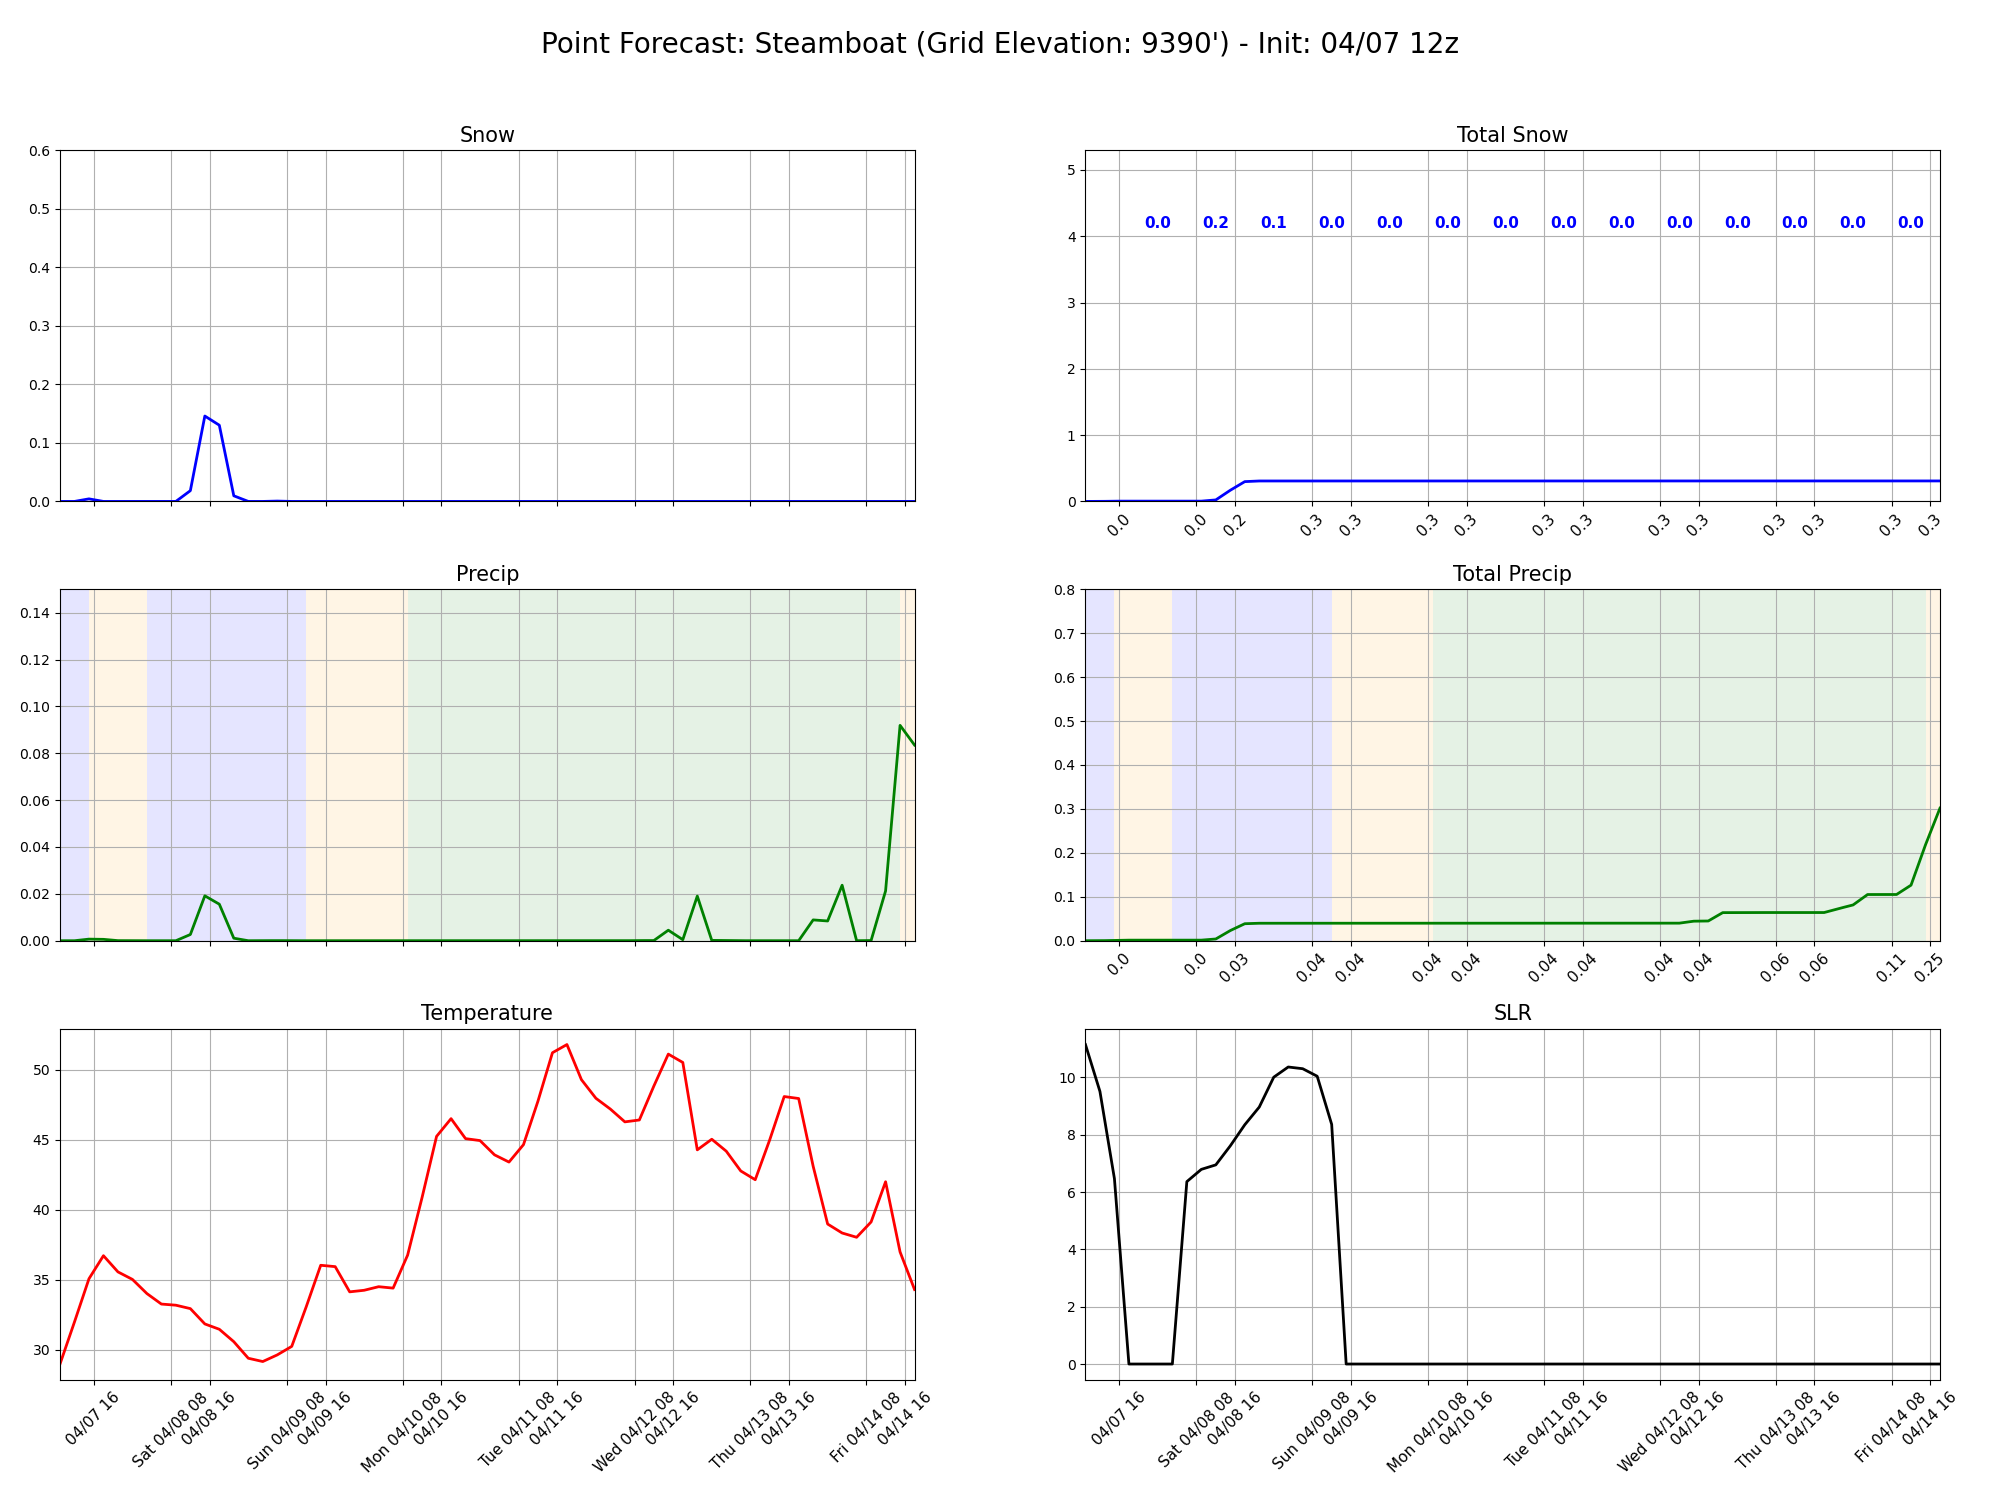 Point Forecast: Steamboat (Grid Elevation: 9390') - Init: 04/07 12z
Snow
0.6
0.5
0.4
0.3
0.2
0.1
0.0
Total Snow
5
4
3
2
1
0
0.0 0.2 0.1 0.0 0.0 0.0 0.0 0.0 0.0 0.0 0.0 0.0 0.0 0.0
0.0 0.0 0.2 0.3 0.3 0.3 0.3 0.3 0.3 0.3 0.3 0.3 0.3 0.3 0.3
Precip
0.14
0.12
0.10
0.08
0.06
0.04
0.02
0.00
Total Precip
0.8
0.7
0.6
0.5
0.4
0.3
0.2
0.1
0.0
0.0 0.0 0.03 0.04 0.04 0.04 0.04 0.04 0.04 0.04 0.04 0.06 0.06 0.11 0.25
Temperature
50
45
40
35
30
04/07 16
Sat 04/08 08
04/08 16
Sun 04/09 08
04/09 16
Mon 04/10 08
04/10 16
Tue 04/11 08
04/11 16
Wed 04/12 08
04/12 16
Thu 04/13 08
04/13 16
Fri 04/14 08
04/14 16
SLR
10
8
6
4
2
0
04/07 16
Sat 04/08 08
04/08 16
Sun 04/09 08
04/09 16
Mon 04/10 08
04/10 16
Tue 04/11 08
04/11 16
Wed 04/12 08
04/12 16
Thu 04/13 08
04/13 16
Fri 04/14 08
04/14 16